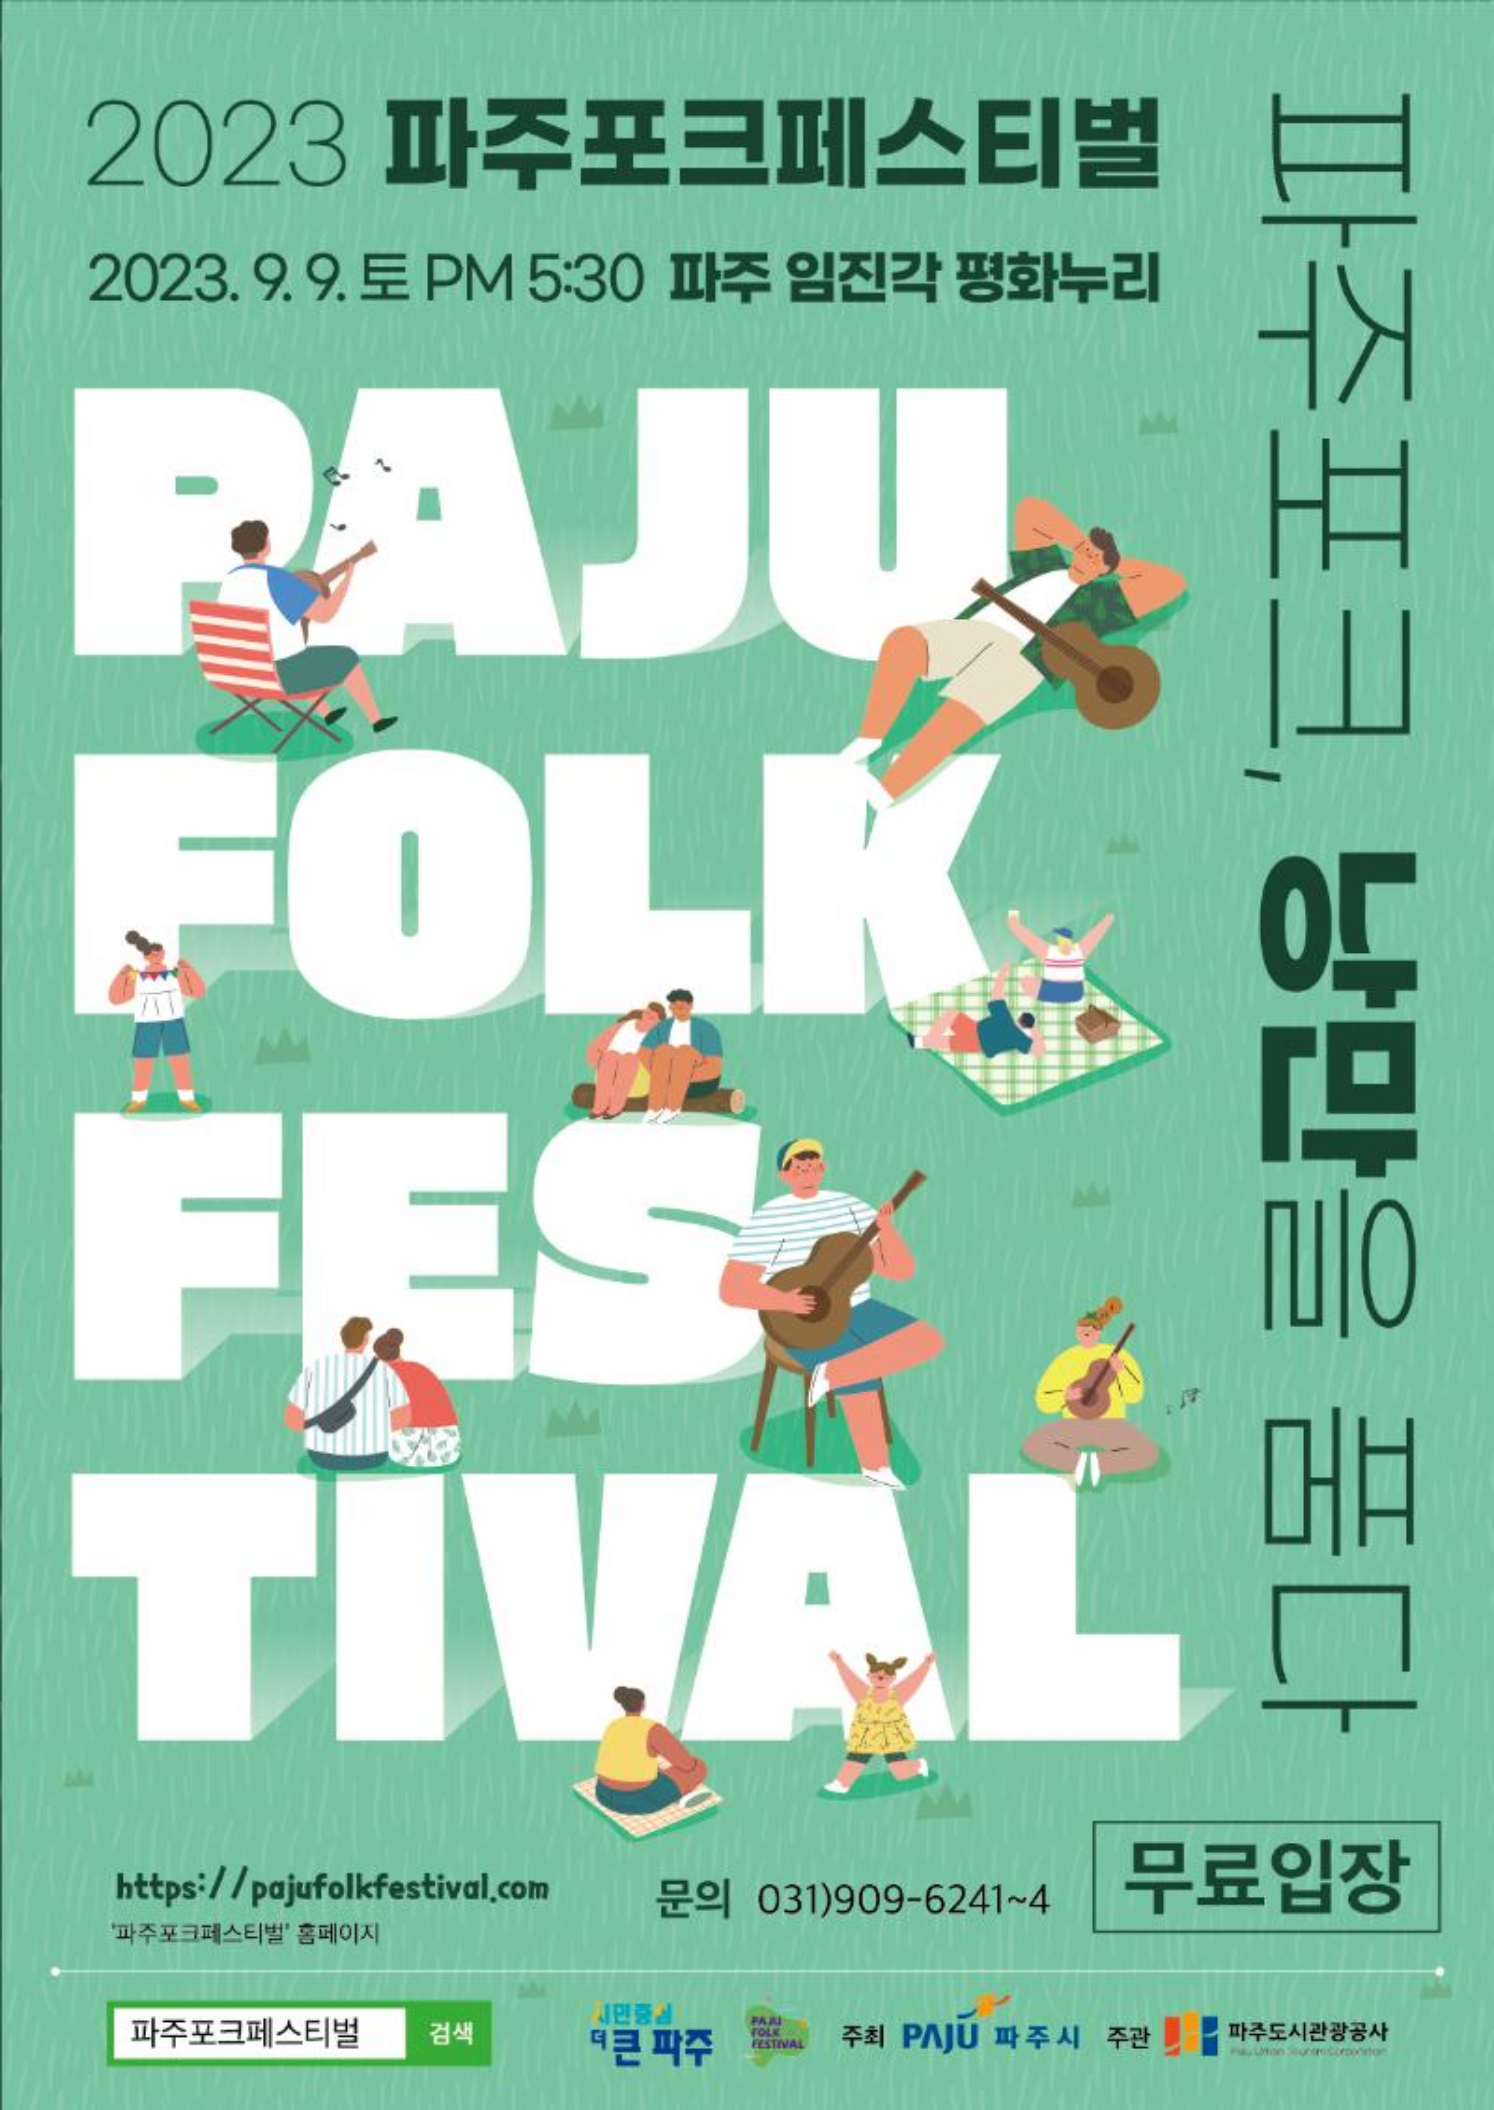 2023 파주포크페스티벌
2023. 9. 9. 토 PM 5:30 파주 임진각 평화누리
파주포크, 낭만을 품다
PAJU
FOLK
FES
TIVAL
https://pajufolkfestival.com
'파주포크페스티벌' 홈페이지
문의 031)909-6241~4
무료입장
파주포크페스티벌 검색
시민중심
더 큰 파주
PAJU
FOLK
FESTIVAL
주최 PAJU 파주시
주관 파주도시관광공사
Paju Urban Tourism Corporation